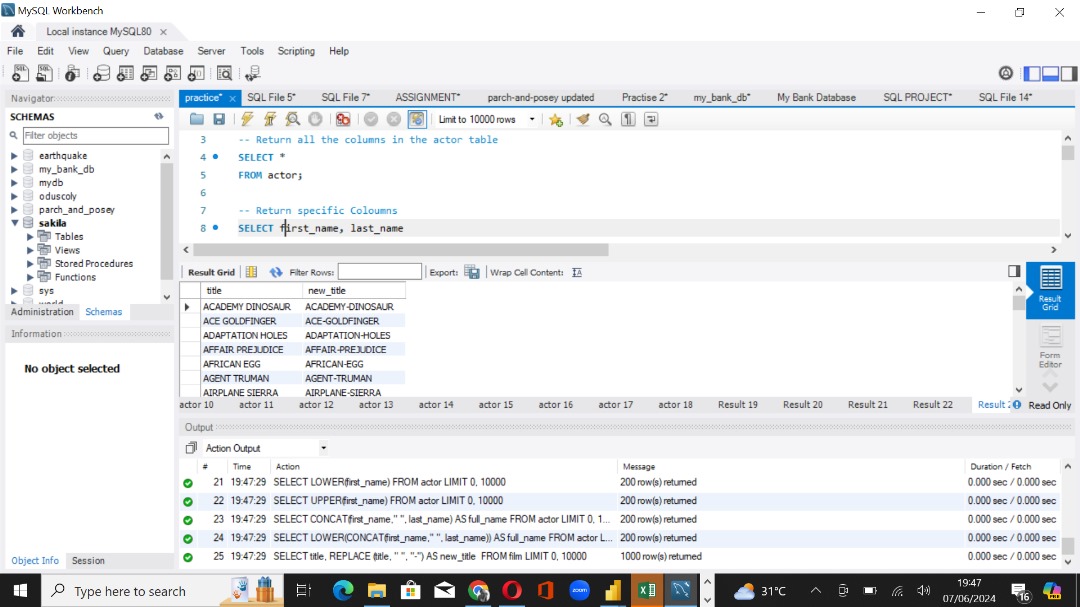 MySQL Workbench
Local instance MySQL80
File Edit View Query Database Server Tools Scripting Help
Navigator
practice* SQL File 5* SQL File 7* ASSIGNMENT* parch-and-posey updated Practise 2* my_bank_db* My Bank Database SQL PROJECT* SQL File 14*
SCHEMAS
Filter objects
Limit to 10000 rows
earthquake
my_bank_db
mydb
oduscoly
parch_and_posey
sakila
Tables
Views
Stored Procedures
Functions
sys
world
Administration Schemas
Information
No object selected
3 -- Return all the columns in the actor table
4 SELECT *
5 FROM actor;
6
7 -- Return specific Coloumns
8 SELECT first_name, last_name
Result Grid Filter Rows: Export: Wrap Cell Content:
title new_title
ACADEMY DINOSAUR ACADEMY-DINOSAUR
ACE GOLDFINGER ACE-GOLDFINGER
ADAPTATION HOLES ADAPTATION-HOLES
AFFAIR PREJUDICE AFFAIR-PREJUDICE
AFRICAN EGG AFRICAN-EGG
AGENT TRUMAN AGENT-TRUMAN
AIRPLANE SIERRA AIRPLANE-SIERRA
Result Grid
Form Editor
actor 10 actor 11 actor 12 actor 13 actor 14 actor 15 actor 16 actor 17 actor 18 Result 19 Result 20 Result 21 Result 22 Result Read Only
Output
Action Output
# Time Action Message Duration / Fetch
21 19:47:29 SELECT LOWER(first_name) FROM actor LIMIT 0, 10000 200 row(s) returned 0.000 sec / 0.000 sec
22 19:47:29 SELECT UPPER(first_name) FROM actor LIMIT 0, 10000 200 row(s) returned 0.000 sec / 0.000 sec
23 19:47:29 SELECT CONCAT(first_name," ", last_name) AS full_name FROM actor LIMIT 0, 1... 200 row(s) returned 0.000 sec / 0.000 sec
24 19:47:29 SELECT LOWER(CONCAT(first_name," ", last_name)) AS full_name FROM actor L... 200 row(s) returned 0.000 sec / 0.000 sec
25 19:47:29 SELECT title, REPLACE (title, " ", "-") AS new_title FROM film LIMIT 0, 10000 1000 row(s) returned 0.000 sec / 0.000 sec
Object Info Session
Type here to search
zoom
31°C
19:47
07/06/2024
16
PRE